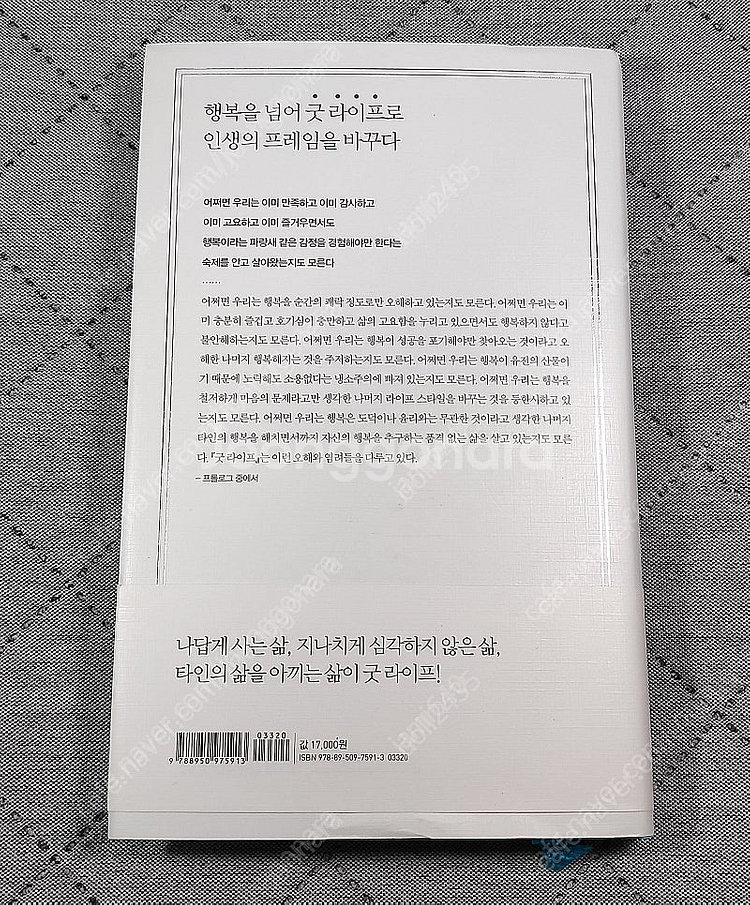 행복을 넘어 굿 라이프로
인생의 프레임을 바꾸다
어쩌면 우리는 이미 만족하고 이미 감사하고
이미 고요하고 이미 즐거우면서도
행복이라는 파랑새 같은 감정을 경험해야만 한다는
숙제를 안고 살아왔는지도 모른다
……
어쩌면 우리는 행복을 순간의 쾌락 정도로만 오해하고 있는지도 모른다. 어쩌면 우리는 이
미 충분히 즐겁고 호기심이 충만하고 삶의 고요함을 누리고 있으면서도 행복하지 않다고
불안해하는지도 모른다. 어쩌면 우리는 행복이 성공을 포기해야만 찾아오는 것이라고 오
해한 나머지 행복해지는 것을 주저하는지도 모른다. 어쩌면 우리는 행복이 유전의 산물이
기 때문에 노력해도 소용없다는 냉소주의에 빠져 있는지도 모른다. 어쩌면 우리는 행복을
철저하게 마음의 문제라고만 생각한 나머지 라이프 스타일을 바꾸는 것을 등한시하고 있
는지도 모른다. 어쩌면 우리는 행복은 도덕이나 윤리와는 무관한 것이라고 생각한 나머지
타인의 행복을 해치면서까지 자신의 행복을 추구하는 품격 없는 삶을 살고 있는지도 모른
다. 『굿 라이프』는 이런 오해와 염려들을 다루고 있다.
– 프롤로그 중에서
나답게 사는 삶, 지나치게 심각하지 않은 삶,
타인의 삶을 아끼는 삶이 굿 라이프!
03320
값 17,000원
9 788950 975913
ISBN 978-89-509-7591-3 03320
joonggonara